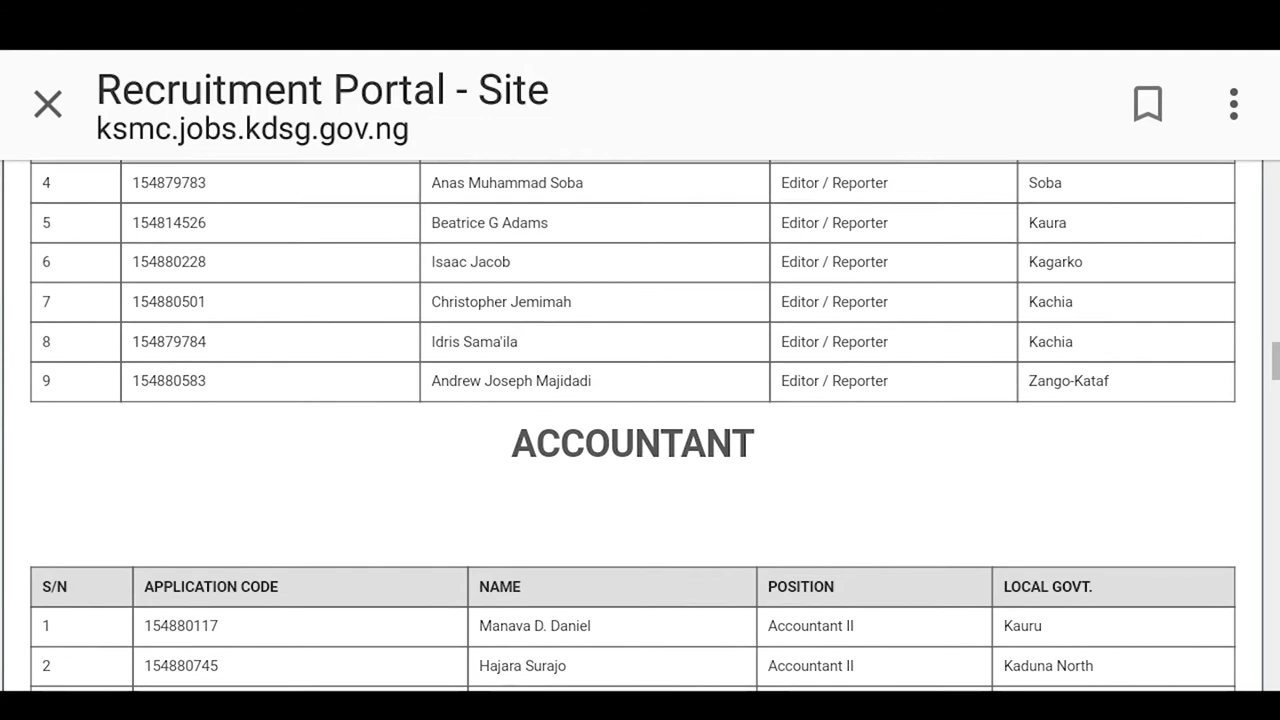 Recruitment Portal - Site
ksmc.jobs.kdsg.gov.ng
4 154879783 Anas Muhammad Soba Editor / Reporter Soba
5 154814526 Beatrice G Adams Editor / Reporter Kaura
6 154880228 Isaac Jacob Editor / Reporter Kagarko
7 154880501 Christopher Jemimah Editor / Reporter Kachia
8 154879784 Idris Sama'ila Editor / Reporter Kachia
9 154880583 Andrew Joseph Majidadi Editor / Reporter Zango-Kataf
ACCOUNTANT
S/N APPLICATION CODE NAME POSITION LOCAL GOVT.
1 154880117 Manava D. Daniel Accountant II Kauru
2 154880745 Hajara Surajo Accountant II Kaduna North